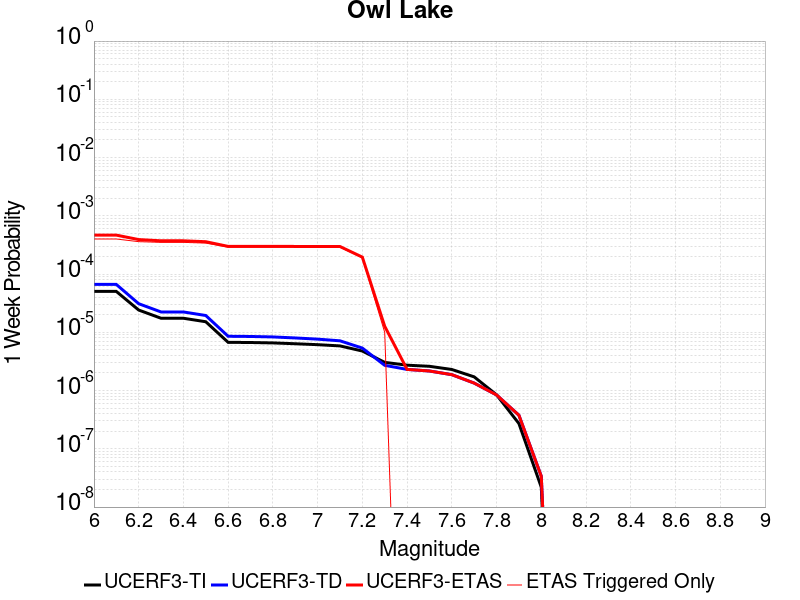 Owl Lake
10^0
10^-1
10^-2
10^-3
10^-4
10^-5
10^-6
10^-7
10^-8
1 Week Probability
6 6.2 6.4 6.6 6.8 7 7.2 7.4 7.6 7.8 8 8.2 8.4 8.6 8.8 9
Magnitude
UCERF3-TI UCERF3-TD UCERF3-ETAS ETAS Triggered Only